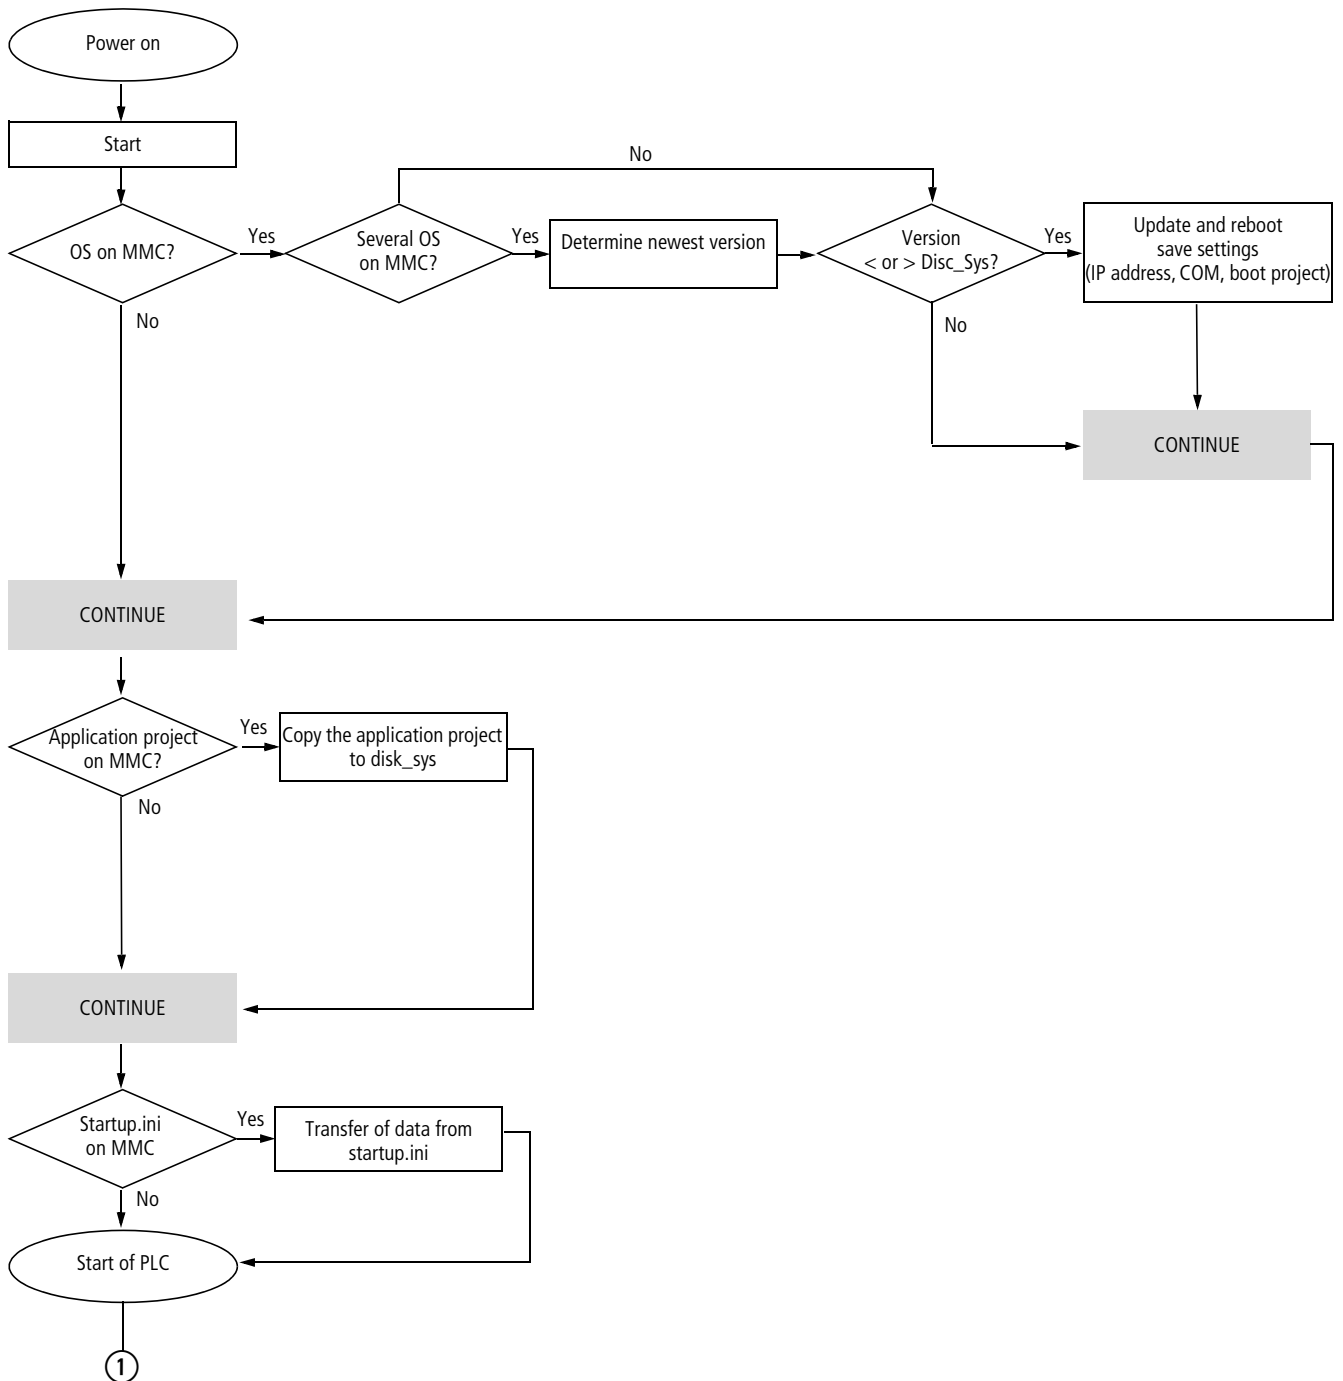 Power on
Start
No
OS on MMC?
Yes
Several OS
on MMC?
Yes
Determine newest version
Version
< or > Disc_Sys?
Yes
Update and reboot
save settings
(IP address, COM, boot project)
No
No
CONTINUE
CONTINUE
Application project
on MMC?
Yes
Copy the application project
to disk_sys
No
CONTINUE
Startup.ini
on MMC
Yes
Transfer of data from
startup.ini
No
Start of PLC
1